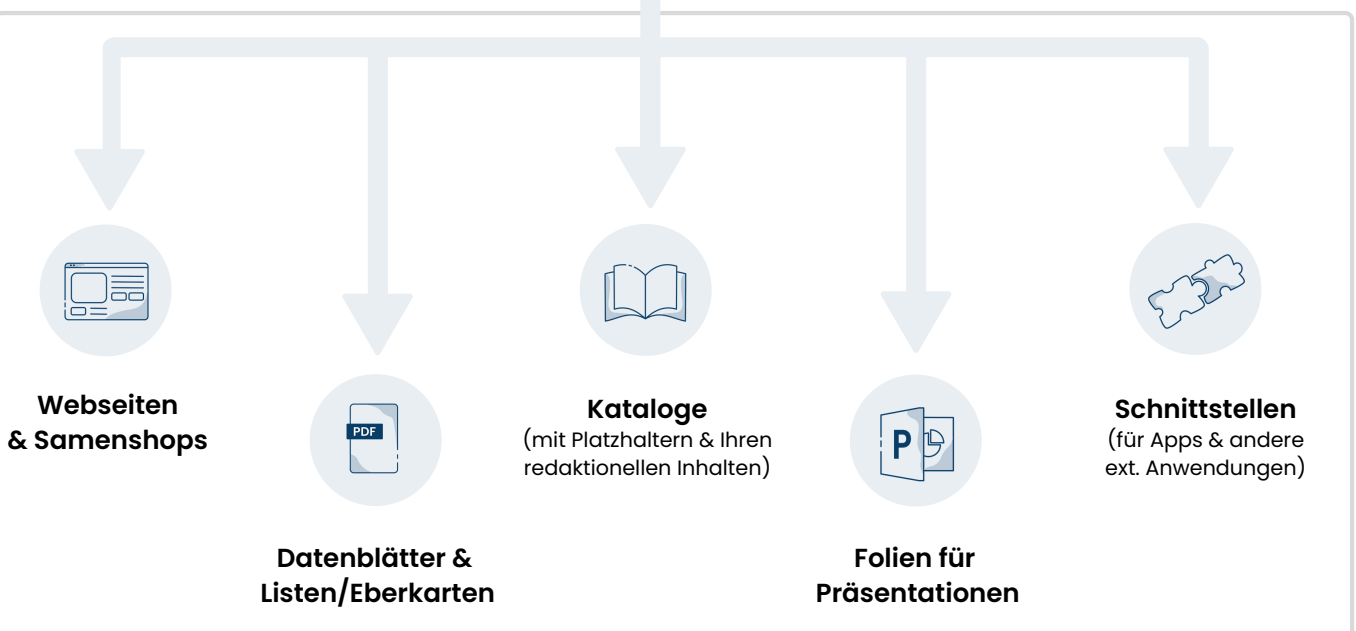 Webseiten
& Samenshops
PDF
Datenblätter &
Listen/Eberkarten
Kataloge
(mit Platzhaltern & Ihren
redaktionellen Inhalten)
P
Folien für
Präsentationen
Schnittstellen
(für Apps & andere
ext. Anwendungen)